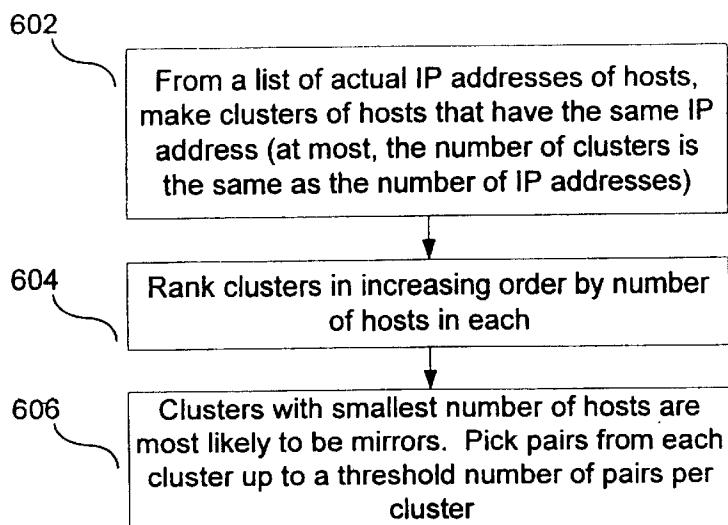 602
From a list of actual IP addresses of hosts,
make clusters of hosts that have the same IP
address (at most, the number of clusters is
the same as the number of IP addresses)
604
Rank clusters in increasing order by number
of hosts in each
606
Clusters with smallest number of hosts are
most likely to be mirrors. Pick pairs from each
cluster up to a threshold number of pairs per
cluster